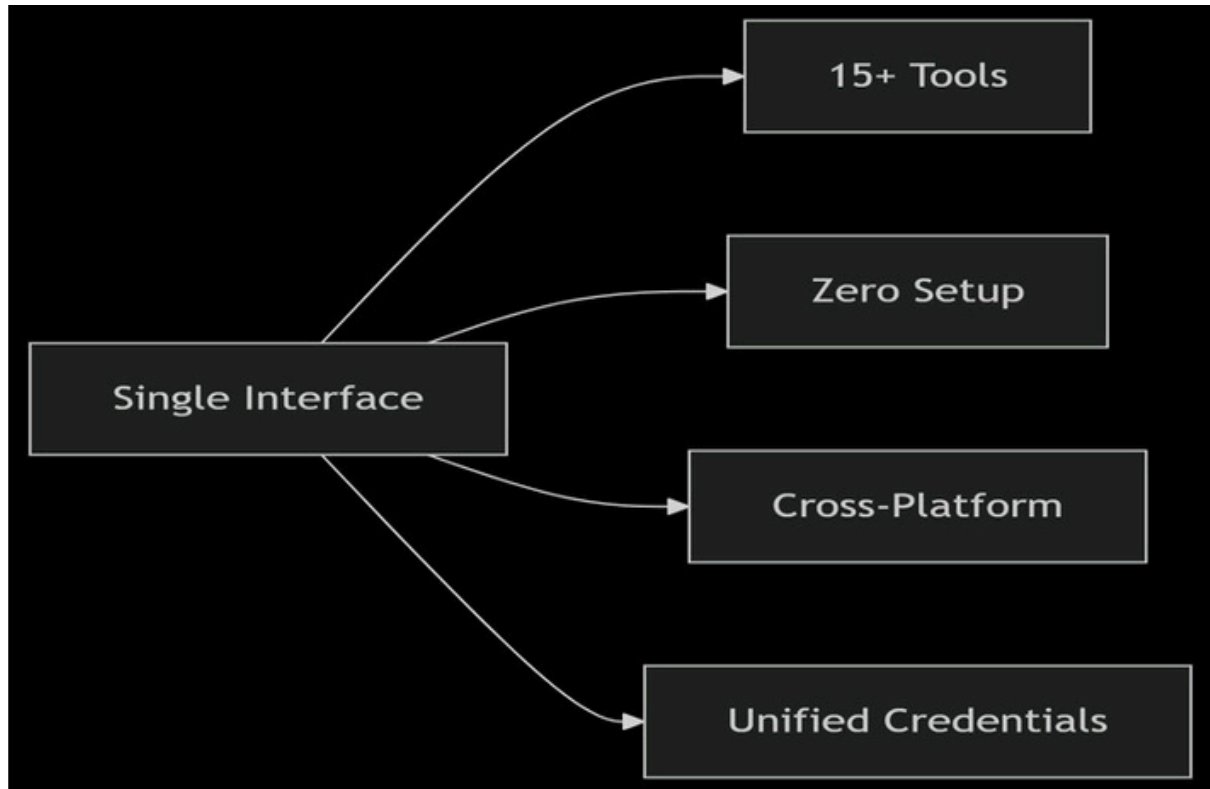 15+ Tools
Zero Setup
Single Interface
Cross-Platform
Unified Credentials